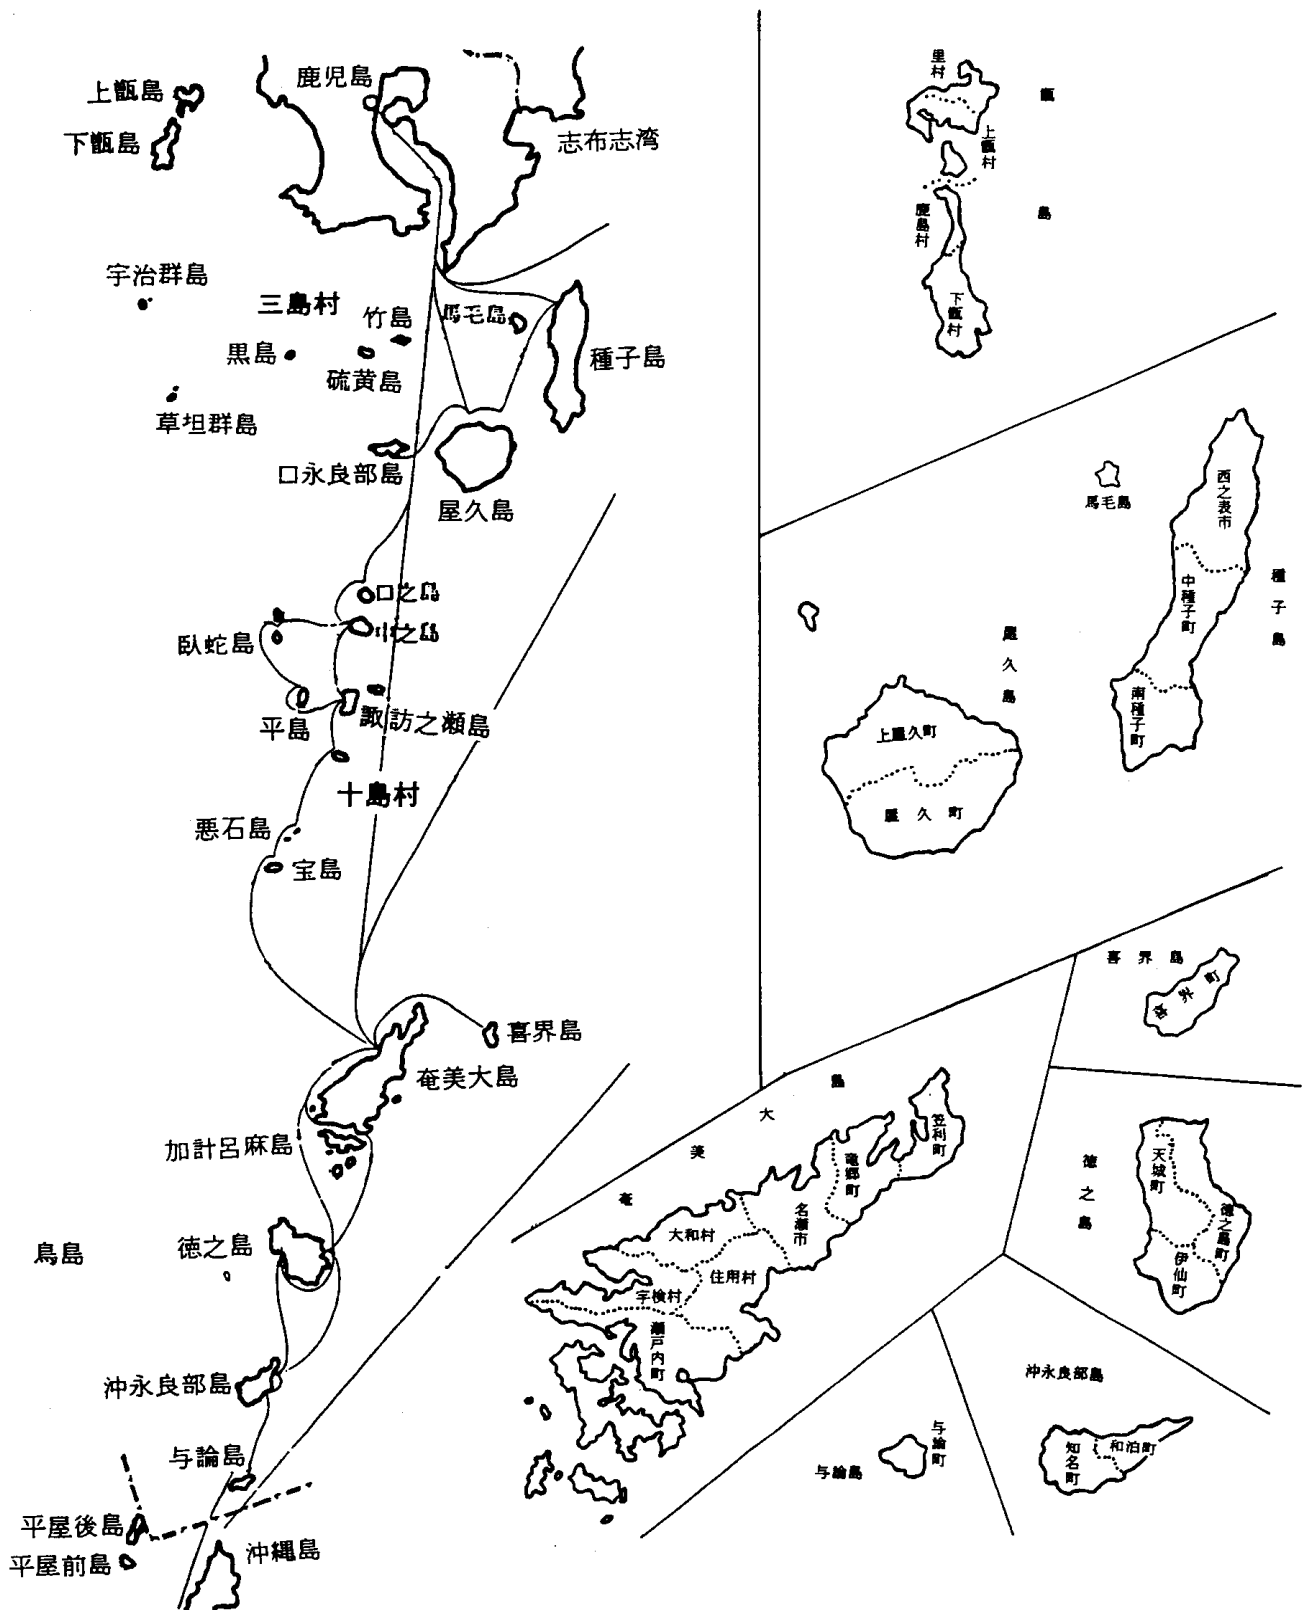 上甑島
下甑島
鹿児島
志布志湾
宇治群島
三島村
竹島
馬毛島
黒島
硫黄島
種子島
草垣群島
口永良部島
屋久島
口之島
中之島
臥蛇島
諏訪之瀬島
平島
十島村
悪石島
宝島
喜界島
奄美大島
加計呂麻島
鳥島
徳之島
沖永良部島
与論島
平屋後島
平屋前島
沖縄島
甑島
里村
上甑村
鹿島村
下甑村
種子島
馬毛島
西之表市
中種子町
南種子町
屋久島
上屋久町
屋久町
喜界島
喜界町
奄美大島
笠利町
竜郷町
名瀬市
大和村
住用村
宇検村
瀬戸内町
徳之島
天城町
徳之島町
伊仙町
沖永良部島
和泊町
知名町
与論島
与論町